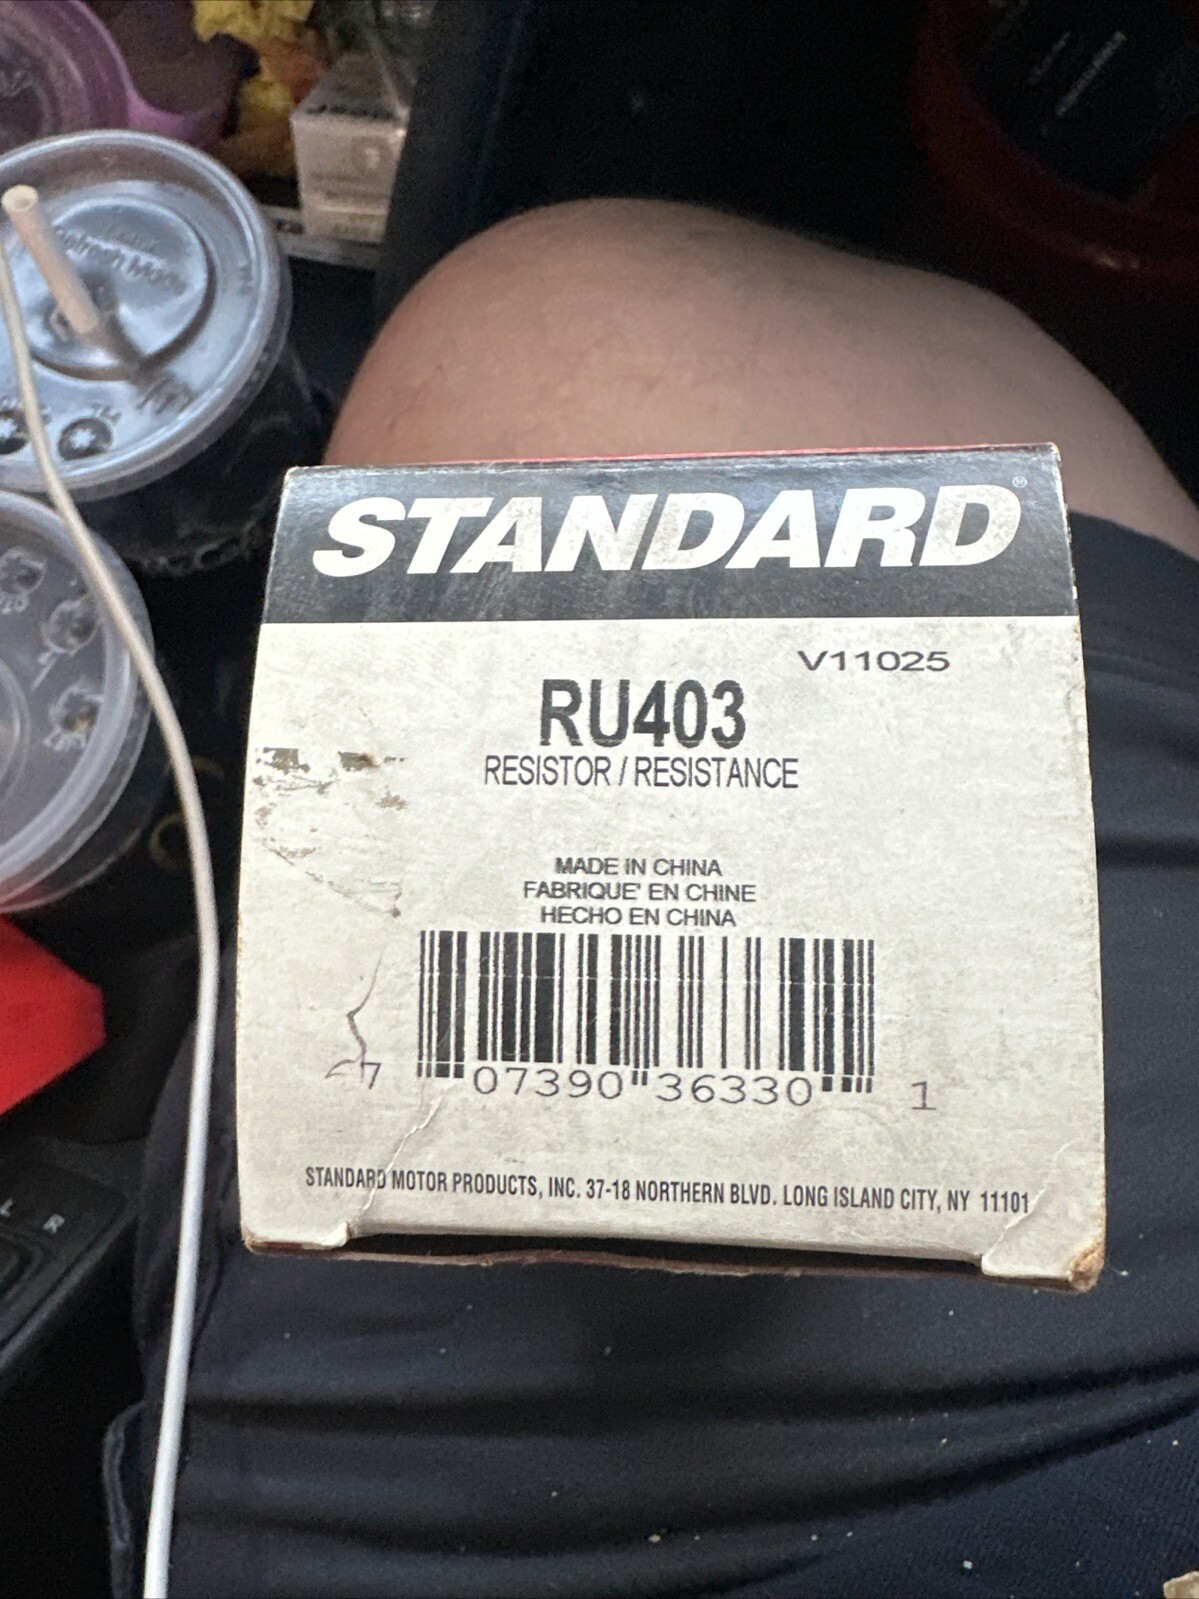 STANDARD®
V11025
RU403
RESISTOR / RESISTANCE
MADE IN CHINA
FABRIQUE' EN CHINE
HECHO EN CHINA
7 07390 36330 1
STANDARD MOTOR PRODUCTS, INC. 37-18 NORTHERN BLVD. LONG ISLAND CITY, NY 11101
L R